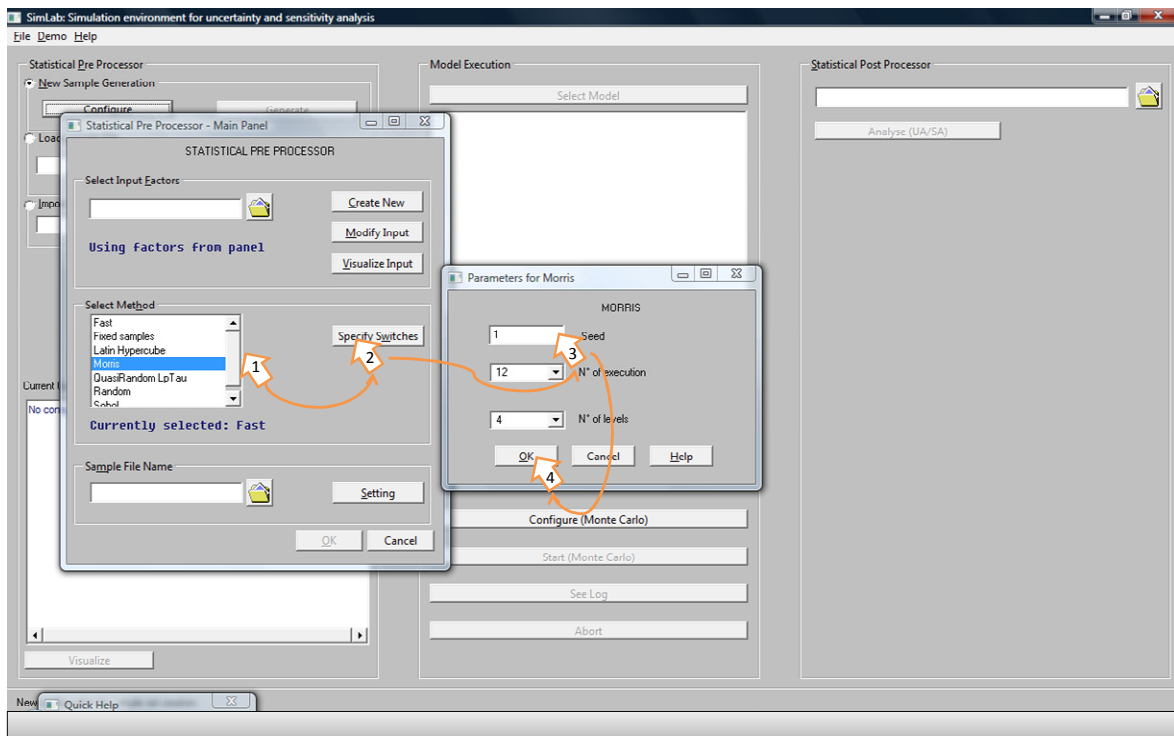 SimLab: Simulation environment for uncertainty and sensitivity analysis
File Demo Help
Statistical Pre Processor
New Sample Generation
Configure
Generate
Statistical Pre Processor - Main Panel
STATISTICAL PRE PROCESSOR
Select Input Factors
Create New
Using factors from panel
Modify Input
Visualize Input
Select Method
Fast
Fixed samples
Latin Hypercube
Morris
QuasiRandom LpTau
Random
Sobol
Specify Switches
1
2
Currently selected: Fast
Sample File Name
Setting
OK
Cancel
Visualize
Model Execution
Select Model
Parameters for Morris
MORRIS
1
Seed
3
12
N° of execution
4
N° of levels
OK
Cancel
Help
4
Configure (Monte Carlo)
Start (Monte Carlo)
See Log
Abort
Statistical Post Processor
Analyse (UA/SA)
New
Quick Help